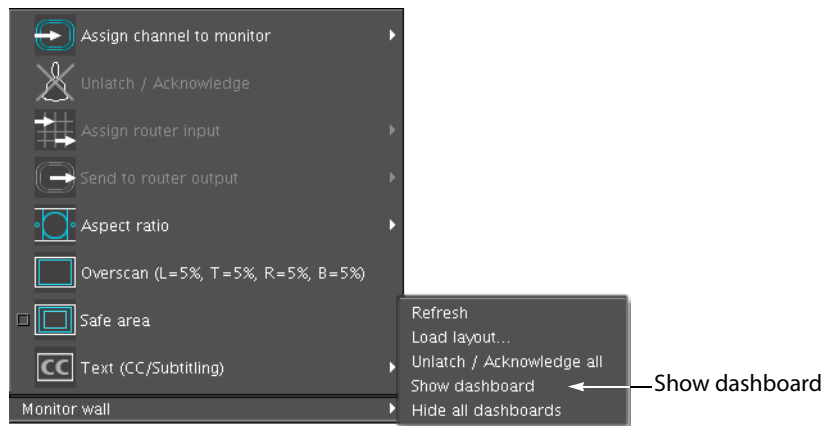 Assign channel to monitor
Unlatch / Acknowledge
Assign router input
Send to router output
Aspect ratio
Overscan (L=5%, T=5%, R=5%, B=5%)
Safe area
CC Text (CC/Subtitling)
Monitor wall
Refresh
Load layout...
Unlatch / Acknowledge all
Show dashboard
Hide all dashboards
Show dashboard